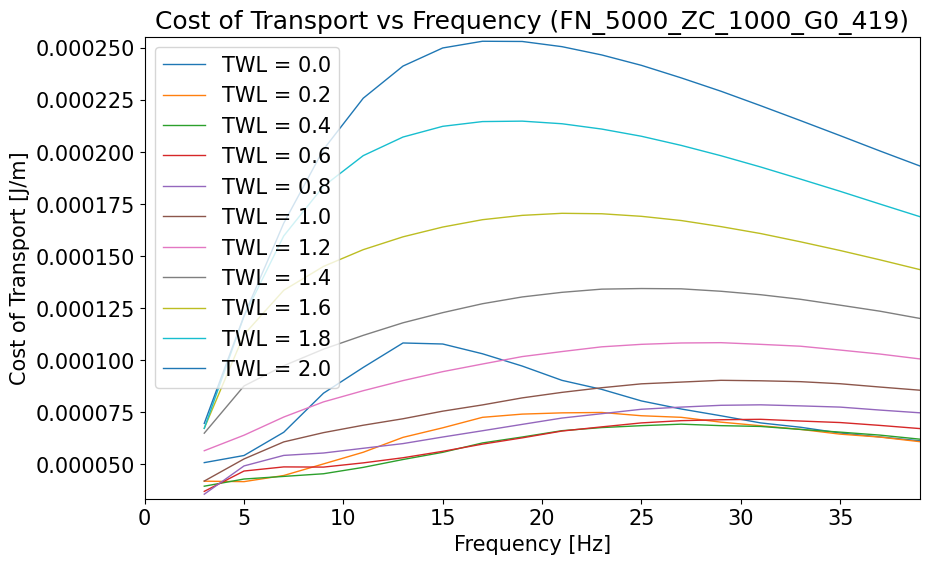 Cost of Transport vs Frequency (FN_5000_ZC_1000_G0_419)
Cost of Transport [J/m]
0.000250
0.000225
0.000200
0.000175
0.000150
0.000125
0.000100
0.000075
0.000050
TWL = 0.0
TWL = 0.2
TWL = 0.4
TWL = 0.6
TWL = 0.8
TWL = 1.0
TWL = 1.2
TWL = 1.4
TWL = 1.6
TWL = 1.8
TWL = 2.0
0 5 10 15 20 25 30 35
Frequency [Hz]